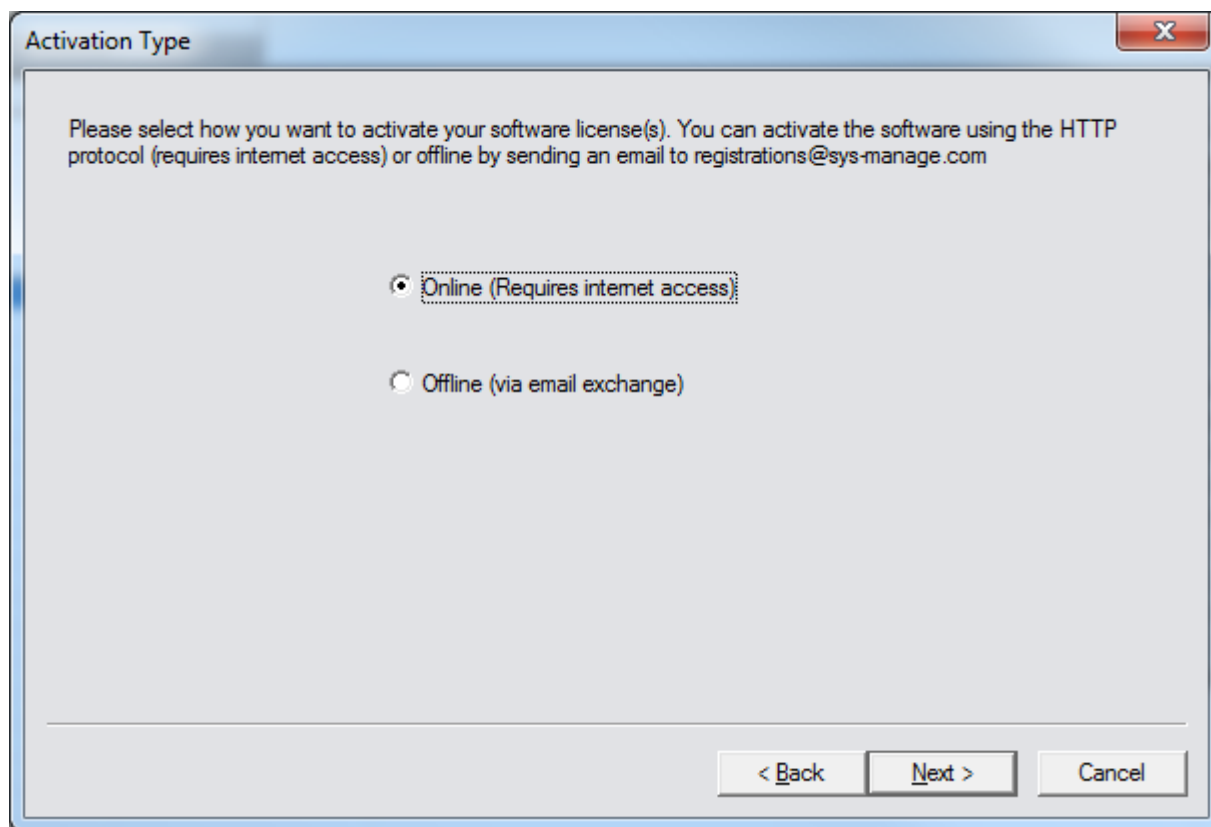 Activation Type
Please select how you want to activate your software license(s). You can activate the software using the HTTP
protocol (requires internet access) or offline by sending an email to registrations@sys-manage.com
Online (Requires internet access)
Offline (via email exchange)
< Back
Next >
Cancel